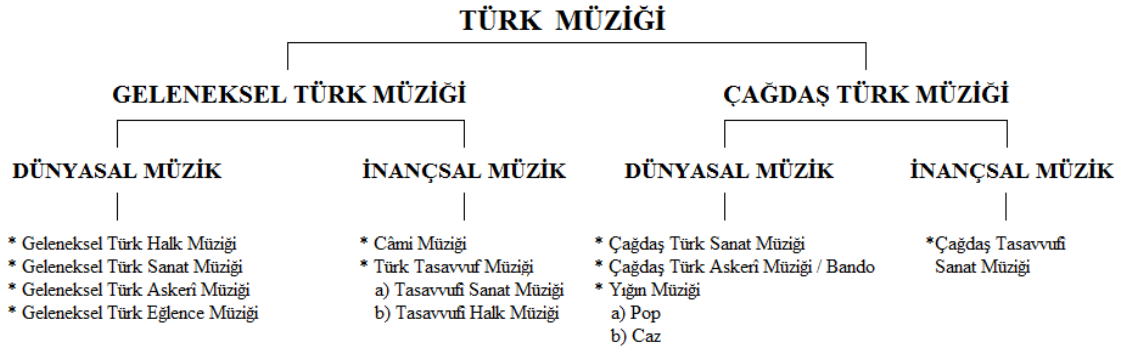 TÜRK MÜZİĞİ
GELENEKSEL TÜRK MÜZİĞİ
ÇAĞDAŞ TÜRK MÜZİĞİ
DÜNYASAL MÜZİK
İNANÇSAL MÜZİK
DÜNYASAL MÜZİK
İNANÇSAL MÜZİK
* Geleneksel Türk Halk Müziği
* Geleneksel Türk Sanat Müziği
* Geleneksel Türk Askerî Müziği
* Geleneksel Türk Eğlence Müziği
* Câmi Müziği
* Türk Tasavvuf Müziği
a) Tasavvufî Sanat Müziği
b) Tasavvufî Halk Müziği
* Çağdaş Türk Sanat Müziği
* Çağdaş Türk Askerî Müziği / Bando
* Yığın Müziği
a) Pop
b) Caz
*Çağdaş Tasavvufî
Sanat Müziği